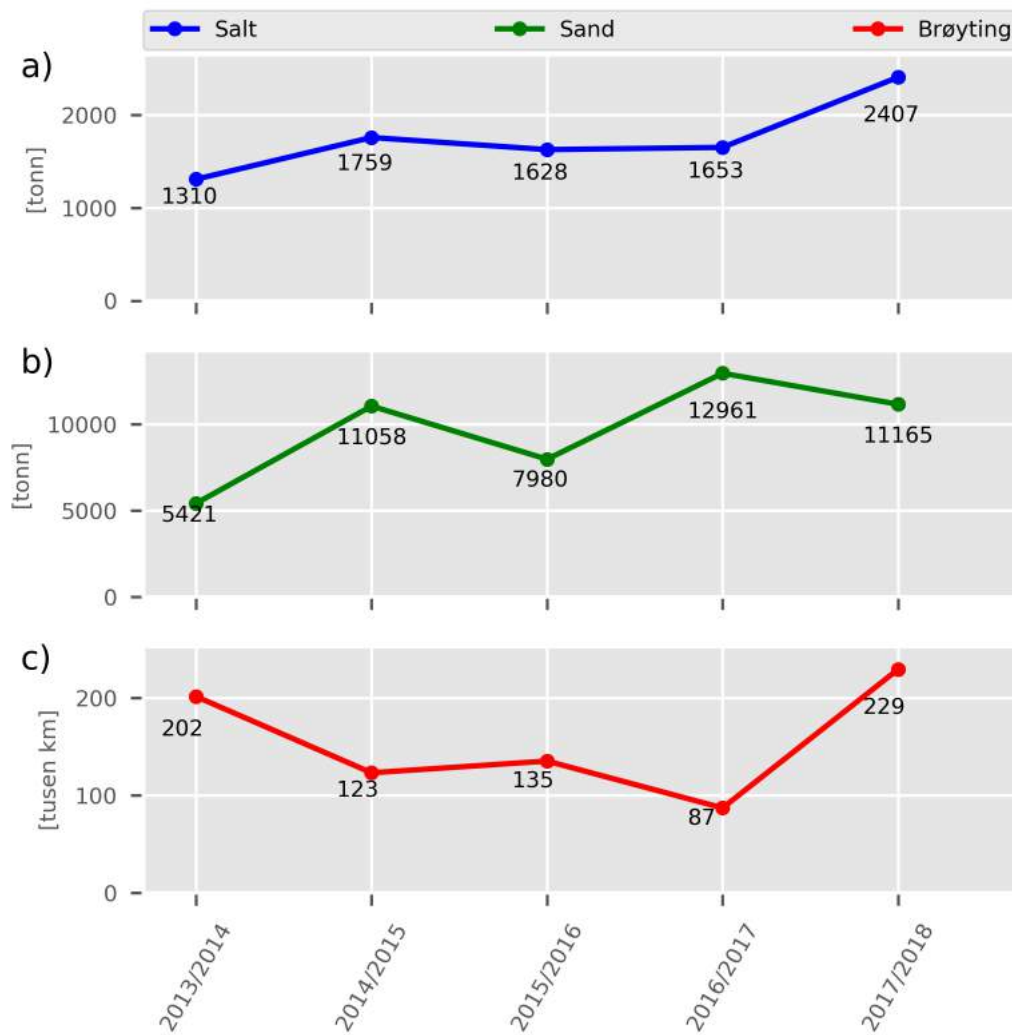 Salt Sand Brøyting
a)
2000
1000
0
[tonn]
1310 1759 1628 1653 2407
b)
10000
5000
0
[tonn]
5421 11058 7980 12961 11165
c)
200
100
0
[tusen km]
202 123 135 87 229
2013/2014 2014/2015 2015/2016 2016/2017 2017/2018